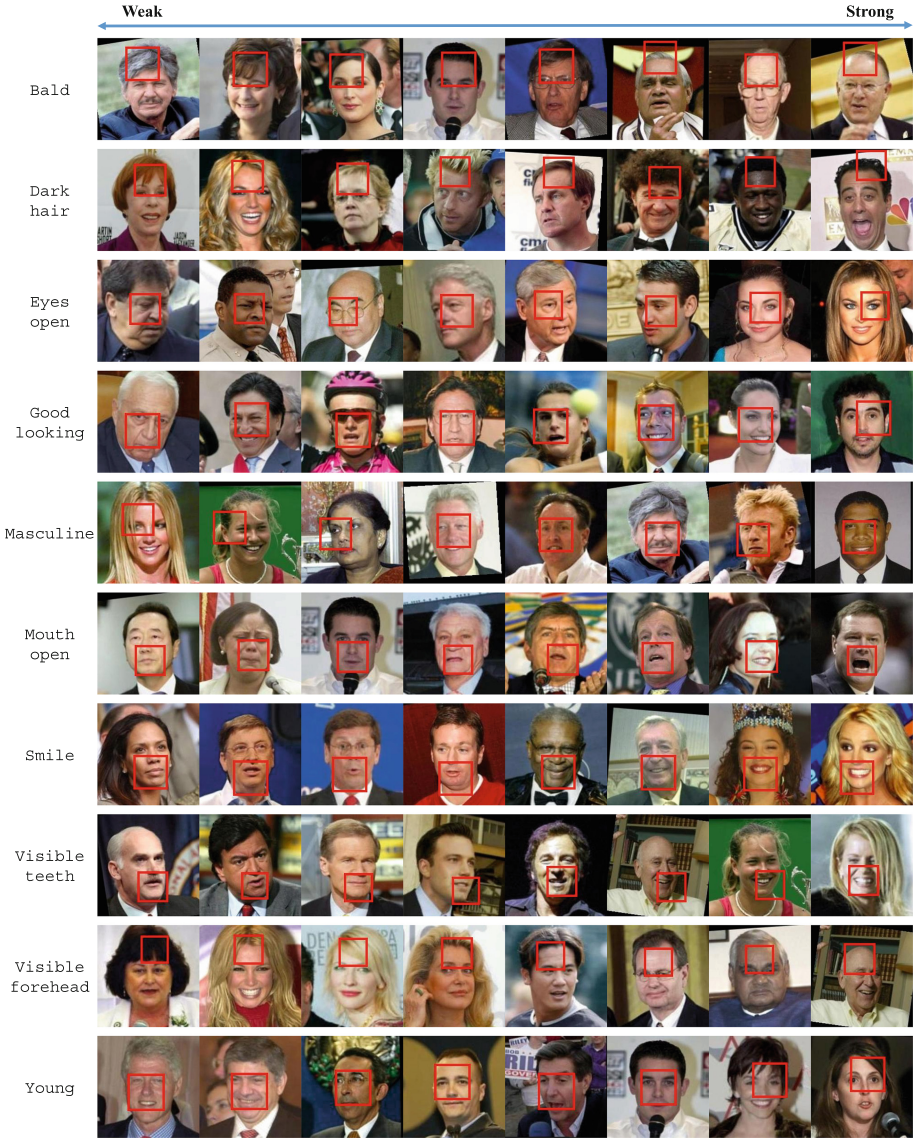 Weak
Strong
Bald
Dark
hair
Eyes
open
Good
looking
Masculine
Mouth
open
Smile
Visible
teeth
Visible
forehead
Young